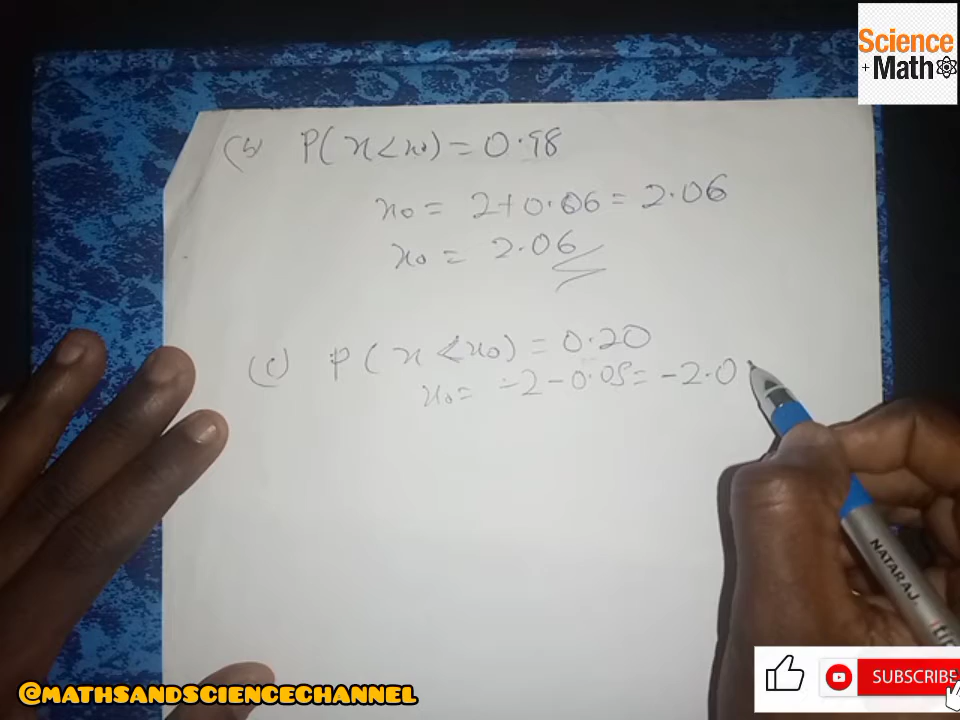 Science
+ Math
(b) P(x < x₀) = 0.98
x₀ = 2 + 0.06 = 2.06
x₀ = 2.06
(c) P(x < x₀) = 0.20
x₀ = -2 - 0.05 = -2.0
NATARAJ.
@MATHSANDSCIENCECHANNEL
SUBSCRIBE